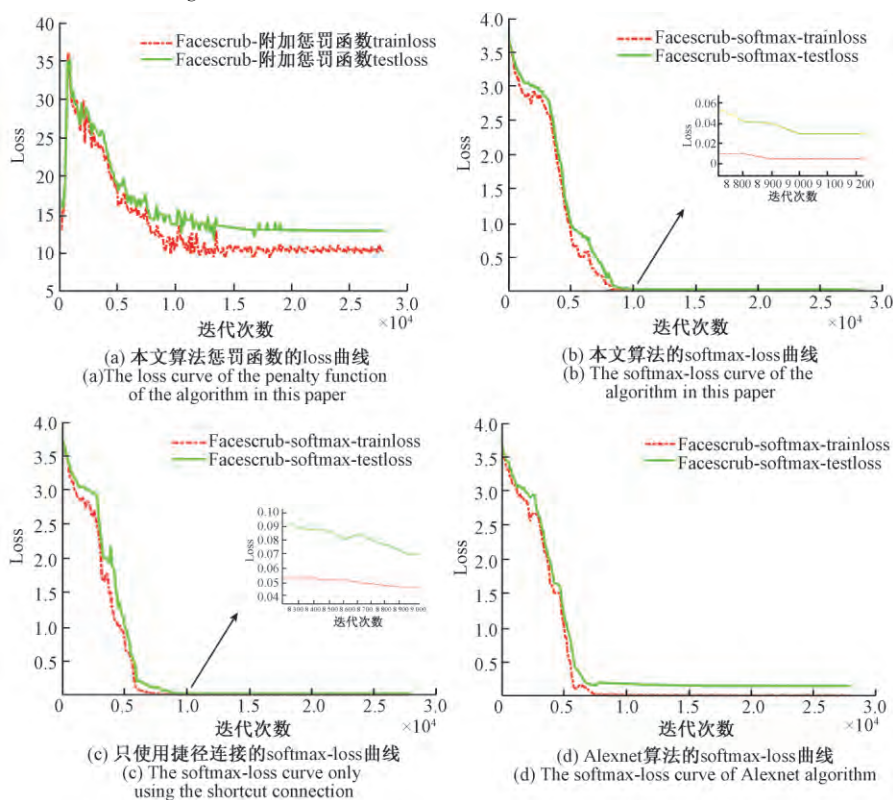 40
35
30
25
20
15
10
5
Loss
Facescrub-附加惩罚函数trainloss
Facescrub-附加惩罚函数testloss
0
0.5
1.0
1.5
2.0
2.5
3.0
×10⁴
迭代次数
(a) 本文算法惩罚函数的loss曲线
(a)The loss curve of the penalty function
of the algorithm in this paper
4.0
3.5
3.0
2.5
2.0
1.5
1.0
0.5
Loss
Facescrub-softmax-trainloss
Facescrub-softmax-testloss
0.06
0.04
0.02
0
Loss
8 800
8 900
9 000
9 100
9 200
迭代次数
0
0.5
1.0
1.5
2.0
2.5
3.0
×10⁴
迭代次数
(b) 本文算法的softmax-loss曲线
(b) The softmax-loss curve of the
algorithm in this paper
4.0
3.5
3.0
2.5
2.0
1.5
1.0
0.5
Loss
Facescrub-softmax-trainloss
Facescrub-softmax-testloss
0.10
0.09
0.08
0.07
0.06
0.05
0.04
Loss
8 300
8 400
8 500
8 600
8 700
8 800
8 900
9 000
迭代次数
0
0.5
1.0
1.5
2.0
2.5
3.0
×10⁴
迭代次数
(c) 只使用捷径连接的softmax-loss曲线
(c) The softmax-loss curve only
using the shortcut connection
4.0
3.5
3.0
2.5
2.0
1.5
1.0
0.5
Loss
Facescrub-softmax-trainloss
Facescrub-softmax-testloss
0
0.5
1.0
1.5
2.0
2.5
3.0
×10⁴
迭代次数
(d) Alexnet算法的softmax-loss曲线
(d) The softmax-loss curve of Alexnet algorithm